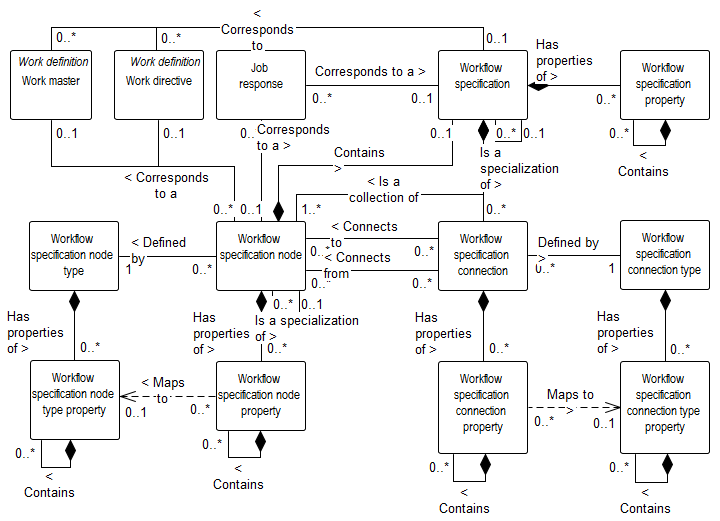 <
Corresponds
to
0..*
0..*
0..1
Work definition
Work master
Work definition
Work directive
Job
response
Corresponds to a >
0..*
0..1
Workflow
specification
Has
properties
of >
0..*
Workflow
specification
property
0..*
<
Contains
0..1
0..1
0..
Corresponds
to a >
Contains
>
0..1
0..*
0..1
Is a
specialization
of >
< Corresponds
to a
< Is a
collection of
0..*
0..1
1..*
0..*
Workflow
specification node
type
< Defined
by
1
0..*
Workflow
specification node
< Connects
to
0..*
0..*
< Connects
from
0..*
0..*
Workflow
specification
connection
Defined by
>
0..*
1
Workflow
specification
connection type
Has
properties
of >
0..*
Has
properties
of >
0..*
0..*
0..1
Is a specialization
of >
Has
properties
of >
0..*
Has
properties
of >
0..*
Workflow
specification node
type property
< Maps
to
0..1
0..*
Workflow
specification node
property
Workflow
specification
connection
property
Maps to
>
0..*
0..1
Workflow
specification
connection type
property
0..*
<
Contains
0..*
<
Contains
0..*
<
Contains
0..*
<
Contains